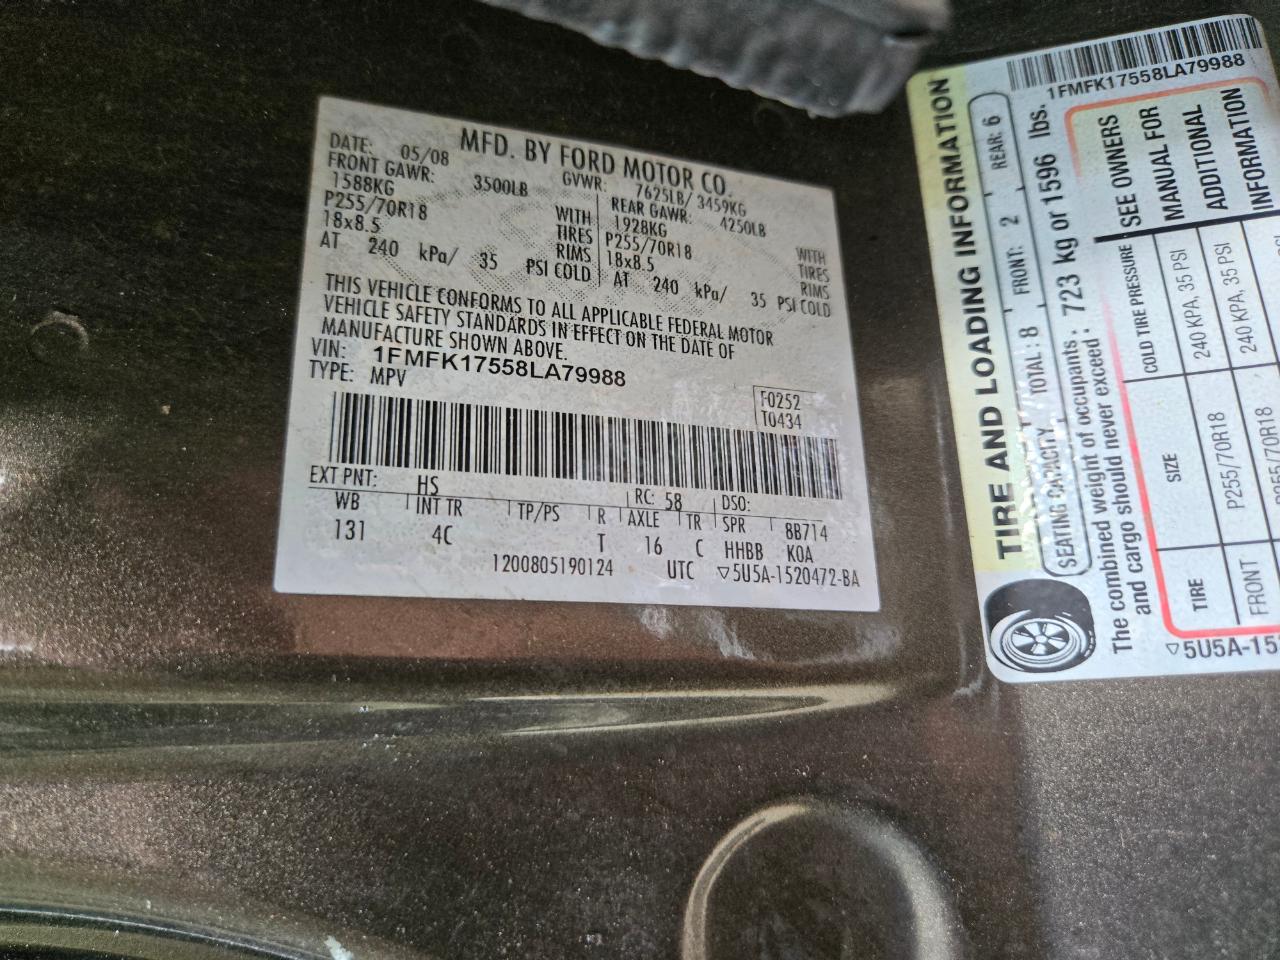 MFD. BY FORD MOTOR CO.
DATE: 05/08
GVWR: 7625LB/ 3459KG
FRONT GAWR: 3500LB
1588KG WITH
P255/70R18 TIRES
18x8.5 RIMS
AT 240 kPa/ 35 PSI COLD
REAR GAWR: 4250LB
1928KG WITH
P255/70R18 TIRES
18x8.5 RIMS
AT 240 kPa/ 35 PSI COLD
THIS VEHICLE CONFORMS TO ALL APPLICABLE FEDERAL MOTOR
VEHICLE SAFETY STANDARDS IN EFFECT ON THE DATE OF
MANUFACTURE SHOWN ABOVE.
VIN: 1FMFK17558LA79988
TYPE: MPV
F0252
T0434
EXT PNT: HS RC: 58 DSO:
WB INT TR TP/PS R AXLE TR SPR 8B714
131 4C T 16 C HHBB KOA
1200805190124 UTC ▽5U5A-1520472-BA
1FMFK17558LA79988
TIRE AND LOADING INFORMATION
SEATING CAPACITY TOTAL: 8 FRONT: 2 REAR: 6
The combined weight of occupants : 723 kg or 1596 lbs.
and cargo should never exceed :
TIRE SIZE COLD TIRE PRESSURE
FRONT P255/70R18 240 KPA, 35 PSI
P255/70R18 240 KPA, 35 PSI
SEE OWNERS
MANUAL FOR
ADDITIONAL
INFORMATION
▽5U5A-15